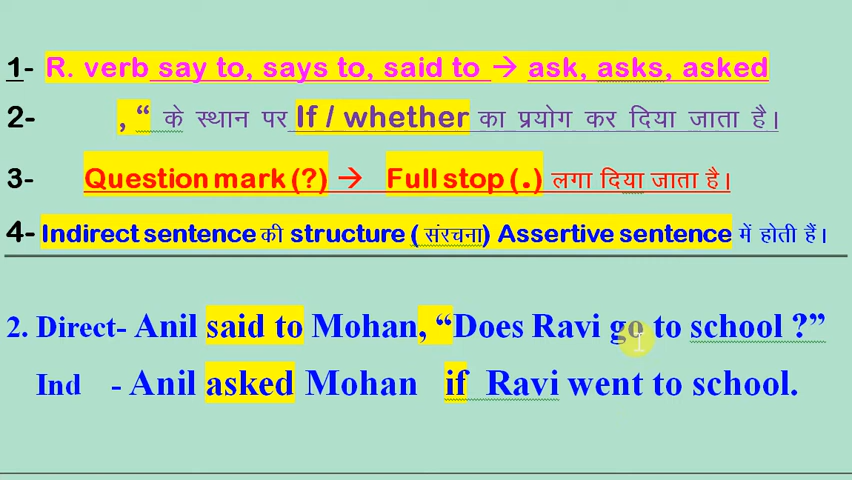 1- R. verb say to, says to, said to → ask, asks, asked
2- , “ के स्थान पर If / whether का प्रयोग कर दिया जाता है।
3- Question mark (?) → Full stop (.) लगा दिया जाता है।
4- Indirect sentence की structure ( संरचना) Assertive sentence में होती हैं।
2. Direct- Anil said to Mohan, “Does Ravi go to school ?”
Ind - Anil asked Mohan if Ravi went to school.